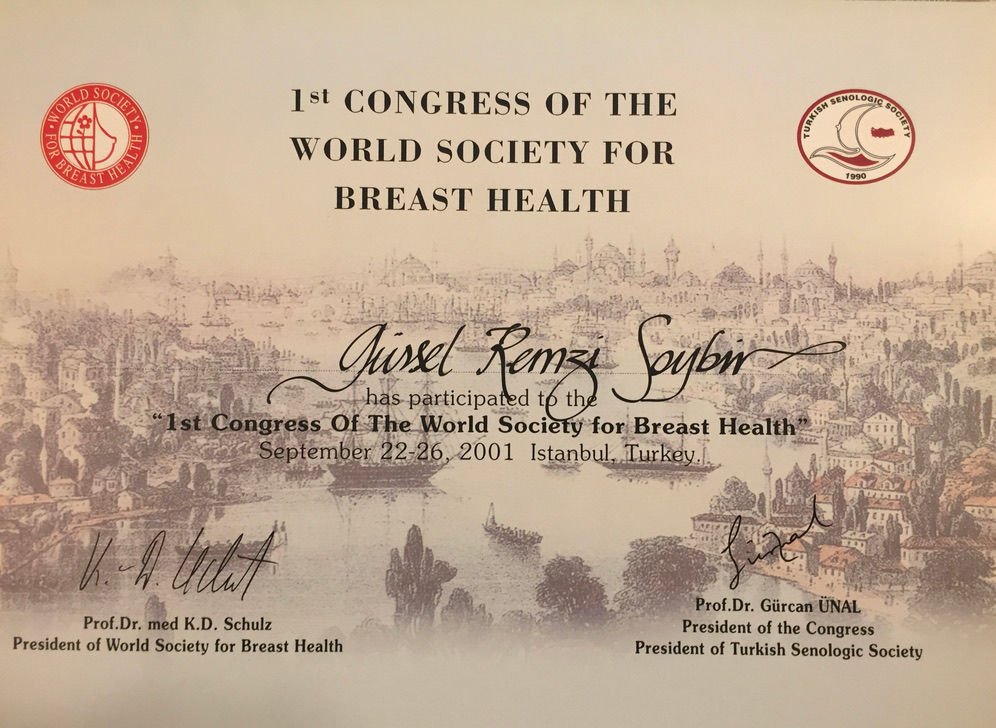 1st CONGRESS OF THE
WORLD SOCIETY FOR
BREAST HEALTH
WORLD SOCIETY
FOR BREAST HEALTH
TURKISH SENOLOGIC SOCIETY
1990
Gürsel Remzi Soybir
has participated to the
"1st Congress Of The World Society for Breast Health"
September 22-26, 2001 Istanbul, Turkey.
Prof.Dr. med K.D. Schulz
President of World Society for Breast Health
Prof.Dr. Gürcan ÜNAL
President of the Congress
President of Turkish Senologic Society